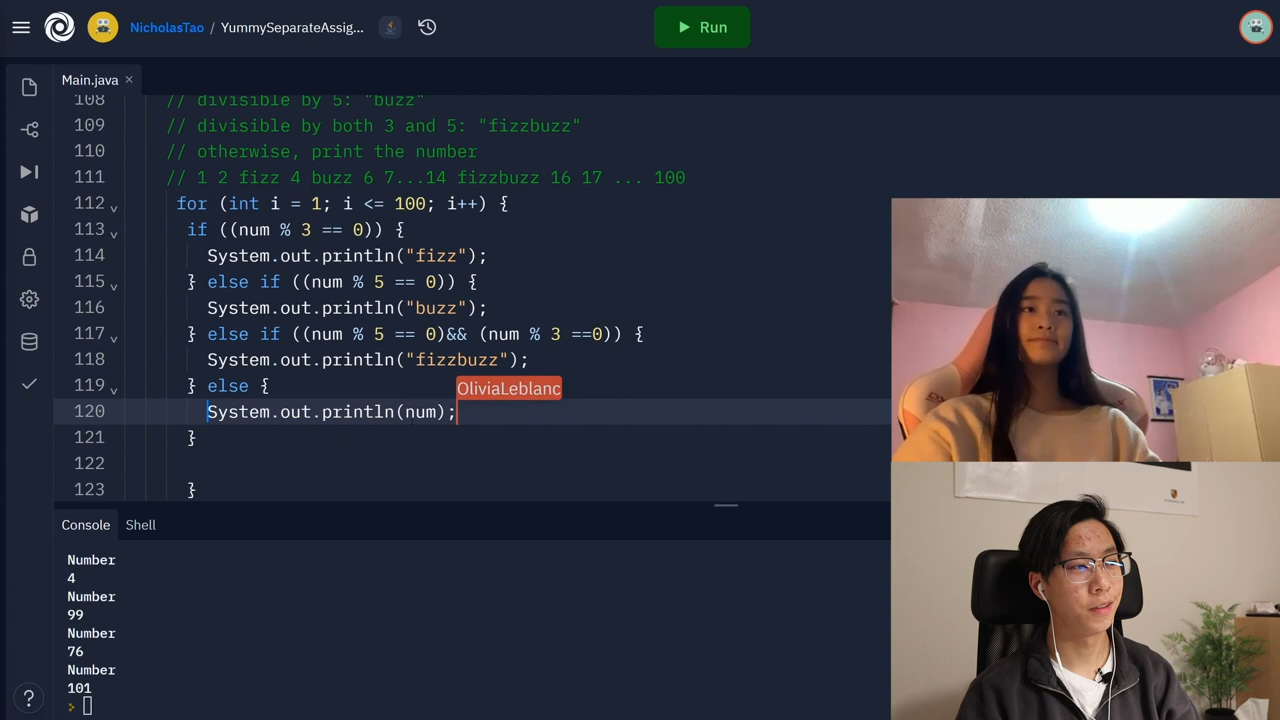 NicholasTao / YummySeparateAssig...
Run
Main.java ×
108 // divisible by 5: "buzz"
109 // divisible by both 3 and 5: "fizzbuzz"
110 // otherwise, print the number
111 // 1 2 fizz 4 buzz 6 7...14 fizzbuzz 16 17 ... 100
112 for (int i = 1; i <= 100; i++) {
113 if ((num % 3 == 0)) {
114 System.out.println("fizz");
115 } else if ((num % 5 == 0)) {
116 System.out.println("buzz");
117 } else if ((num % 5 == 0)&& (num % 3 ==0)) {
118 System.out.println("fizzbuzz");
119 } else {
OliviaLeblanc
120 System.out.println(num);
121 }
122
123 }
Console Shell
Number
4
Number
99
Number
76
Number
101
>
?